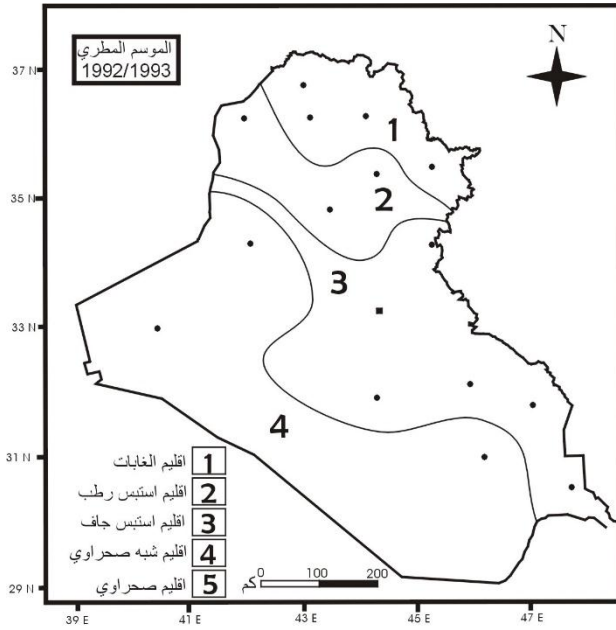 الموسم المطري
1992/1993
N
37 N
35 N
33 N
31 N
29 N
1
2
3
4
اقليم الغابات 1
اقليم استبس رطب 2
اقليم استبس جاف 3
اقليم شبه صحراوي 4
اقليم صحراوي 5
كم 0 100 200
39 E 41 E 43 E 45 E 47 E